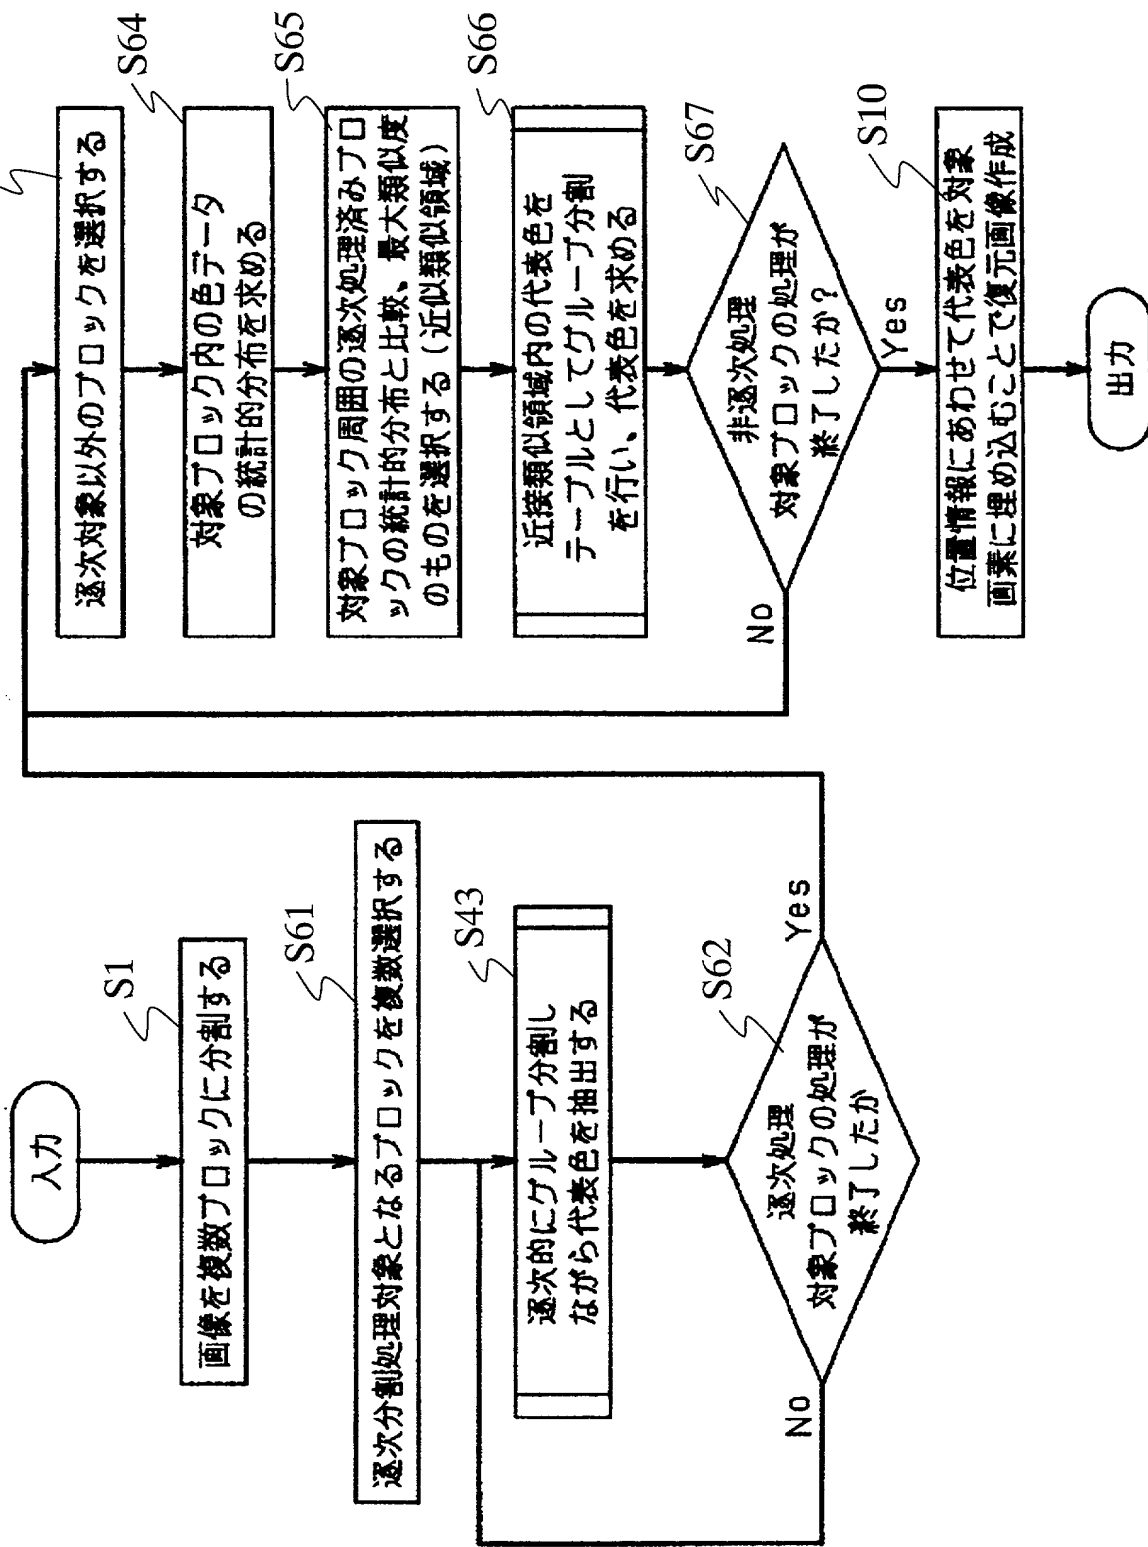 入力
S1
画像を複数ブロックに分割する
S61
逐次分割処理対象となるブロックを複数選択する
S43
逐次的にグループ分割し
ながら代表色を抽出する
S62
逐次処理
対象ブロックの処理が
終了したか
No
Yes
逐次対象以外のブロックを選択する
S64
対象ブロック内の色データ
の統計的分布を求める
S65
対象ブロック周囲の逐次処理済みブロ
ックの統計的分布と比較、最大類似度
のものを選択する(近似類似領域)
S66
近接類似領域内の代表色を
テーブルとしてグループ分割
を行い、代表色を求める
S67
非逐次処理
対象ブロックの処理が
終了したか?
No
Yes
S10
位置情報にあわせて代表色を対象
画素に埋め込むことで復元画像作成
出力